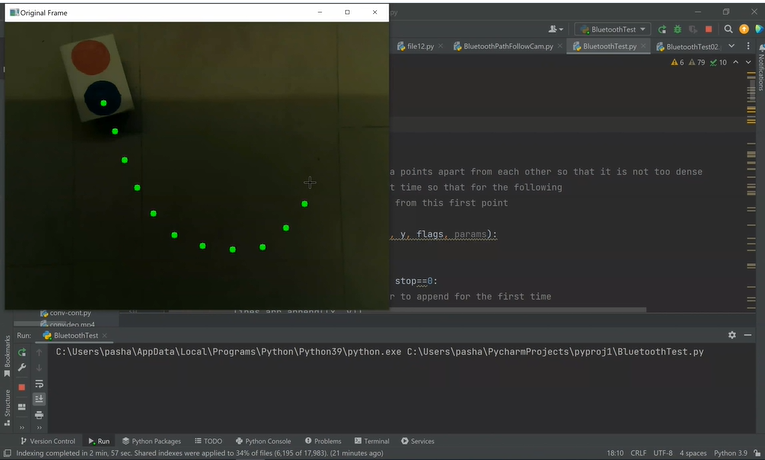 Original Frame
.py
BluetoothTest
file12.py
BluetoothPathFollowCam.py
BluetoothTest.py
BluetoothTest02
6 79 10
Notifications
a points apart from each other so that it is not too dense
t time so that for the following
from this first point
, y, flags, params):
stop==0:
r to append for the first time
conv-cont.py
Run: BluetoothTest
C:\Users\pasha\AppData\Local\Programs\Python\Python39\python.exe C:\Users\pasha\PycharmProjects\pyproj1\BluetoothTest.py
Bookmarks
Structure
Version Control Run Python Packages TODO Python Console Problems Terminal Services
Indexing completed in 2 min, 57 sec. Shared indexes were applied to 34% of files (6,195 of 17,983). (21 minutes ago) 18:10 CRLF UTF-8 4 spaces Python 3.9